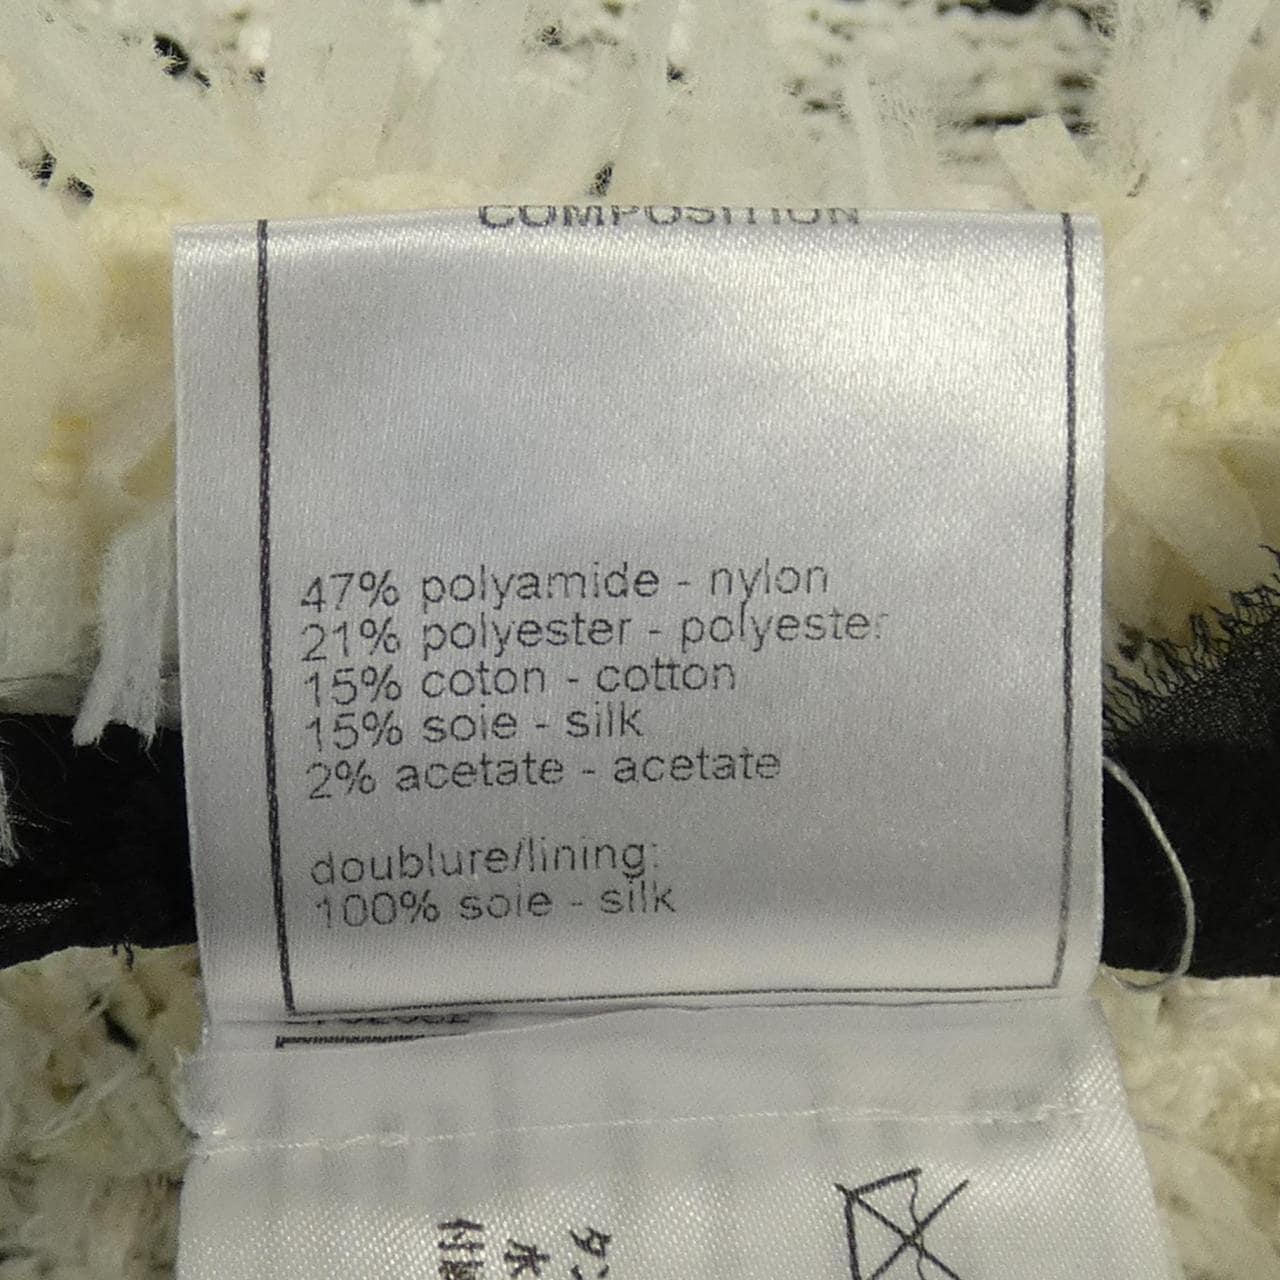 COMPOSITION
47% polyamide - nylon
21% polyester - polyester
15% coton - cotton
15% soie - silk
2% acetate - acetate
doublure/lining:
100% soie - silk